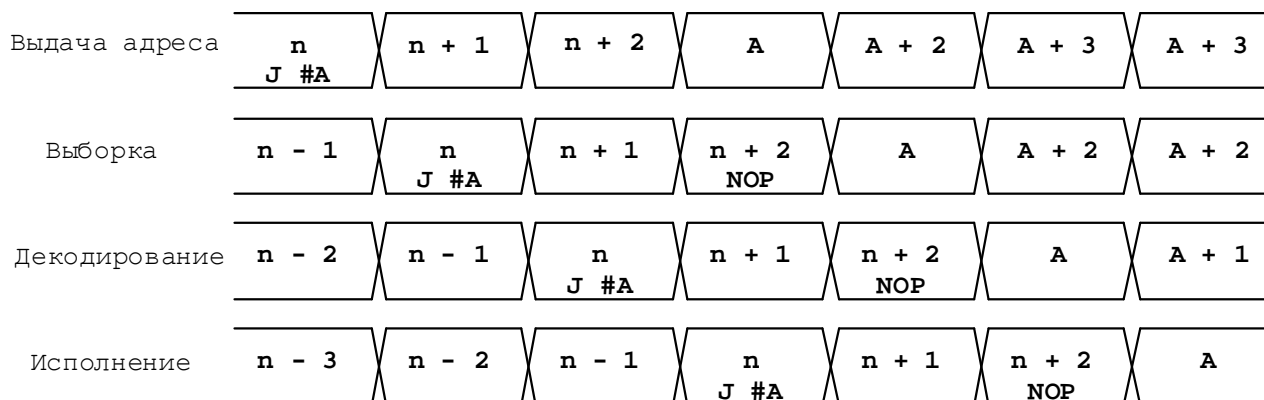 Выдача адреса n n + 1 n + 2 A A + 2 A + 3 A + 3
J #A
Выборка n - 1 n n + 1 n + 2 A A + 2 A + 2
J #A NOP
Декодирование n - 2 n - 1 n n + 1 n + 2 A A + 1
J #A NOP
Исполнение n - 3 n - 2 n - 1 n n + 1 n + 2 A
J #A NOP